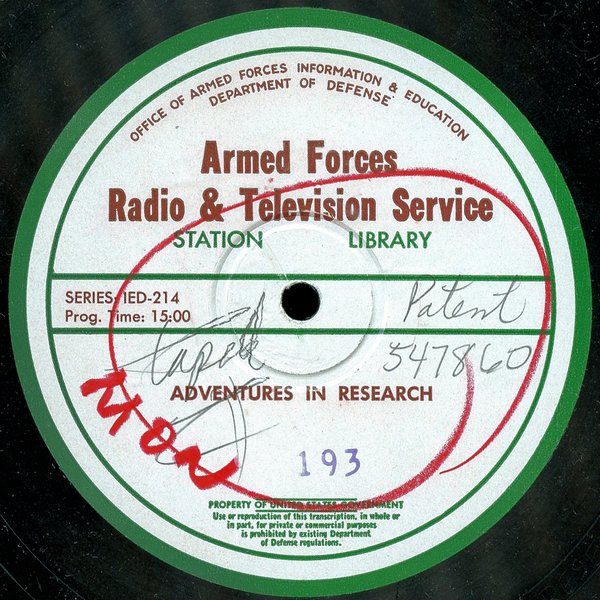 OFFICE OF ARMED FORCES INFORMATION & EDUCATION
DEPARTMENT OF DEFENSE
Armed Forces
Radio & Television Service
STATION LIBRARY
SERIES: IED-214
Prog. Time: 15:00
Patent
547860
taped
ADVENTURES IN RESEARCH
MON
193
PROPERTY OF UNITED STATES GOVERNMENT
Use or reproduction of this transcription, in whole or
in part, for private or commercial purposes
is prohibited by existing Department
of Defense regulations.